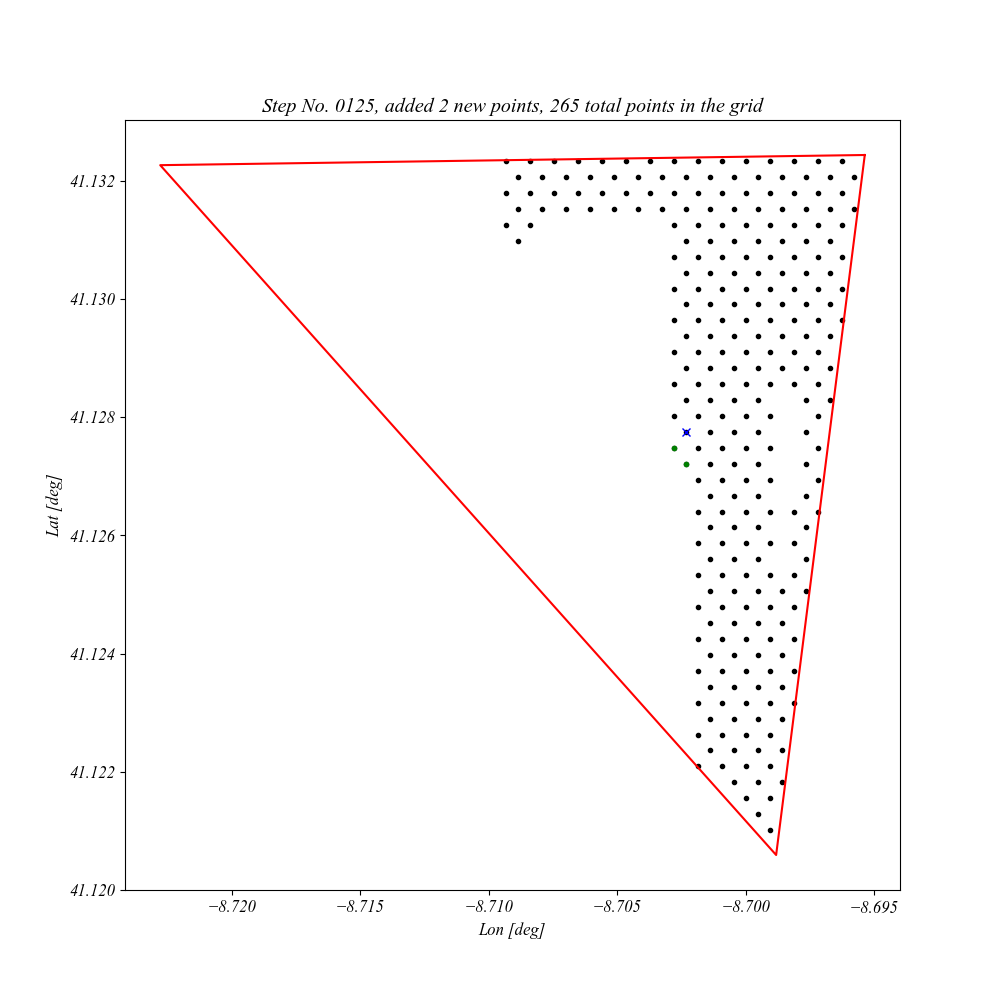 Step No. 0125, added 2 new points, 265 total points in the grid
41.132
41.130
41.128
41.126
41.124
41.122
41.120
Lat [deg]
−8.720 −8.715 −8.710 −8.705 −8.700 −8.695
Lon [deg]